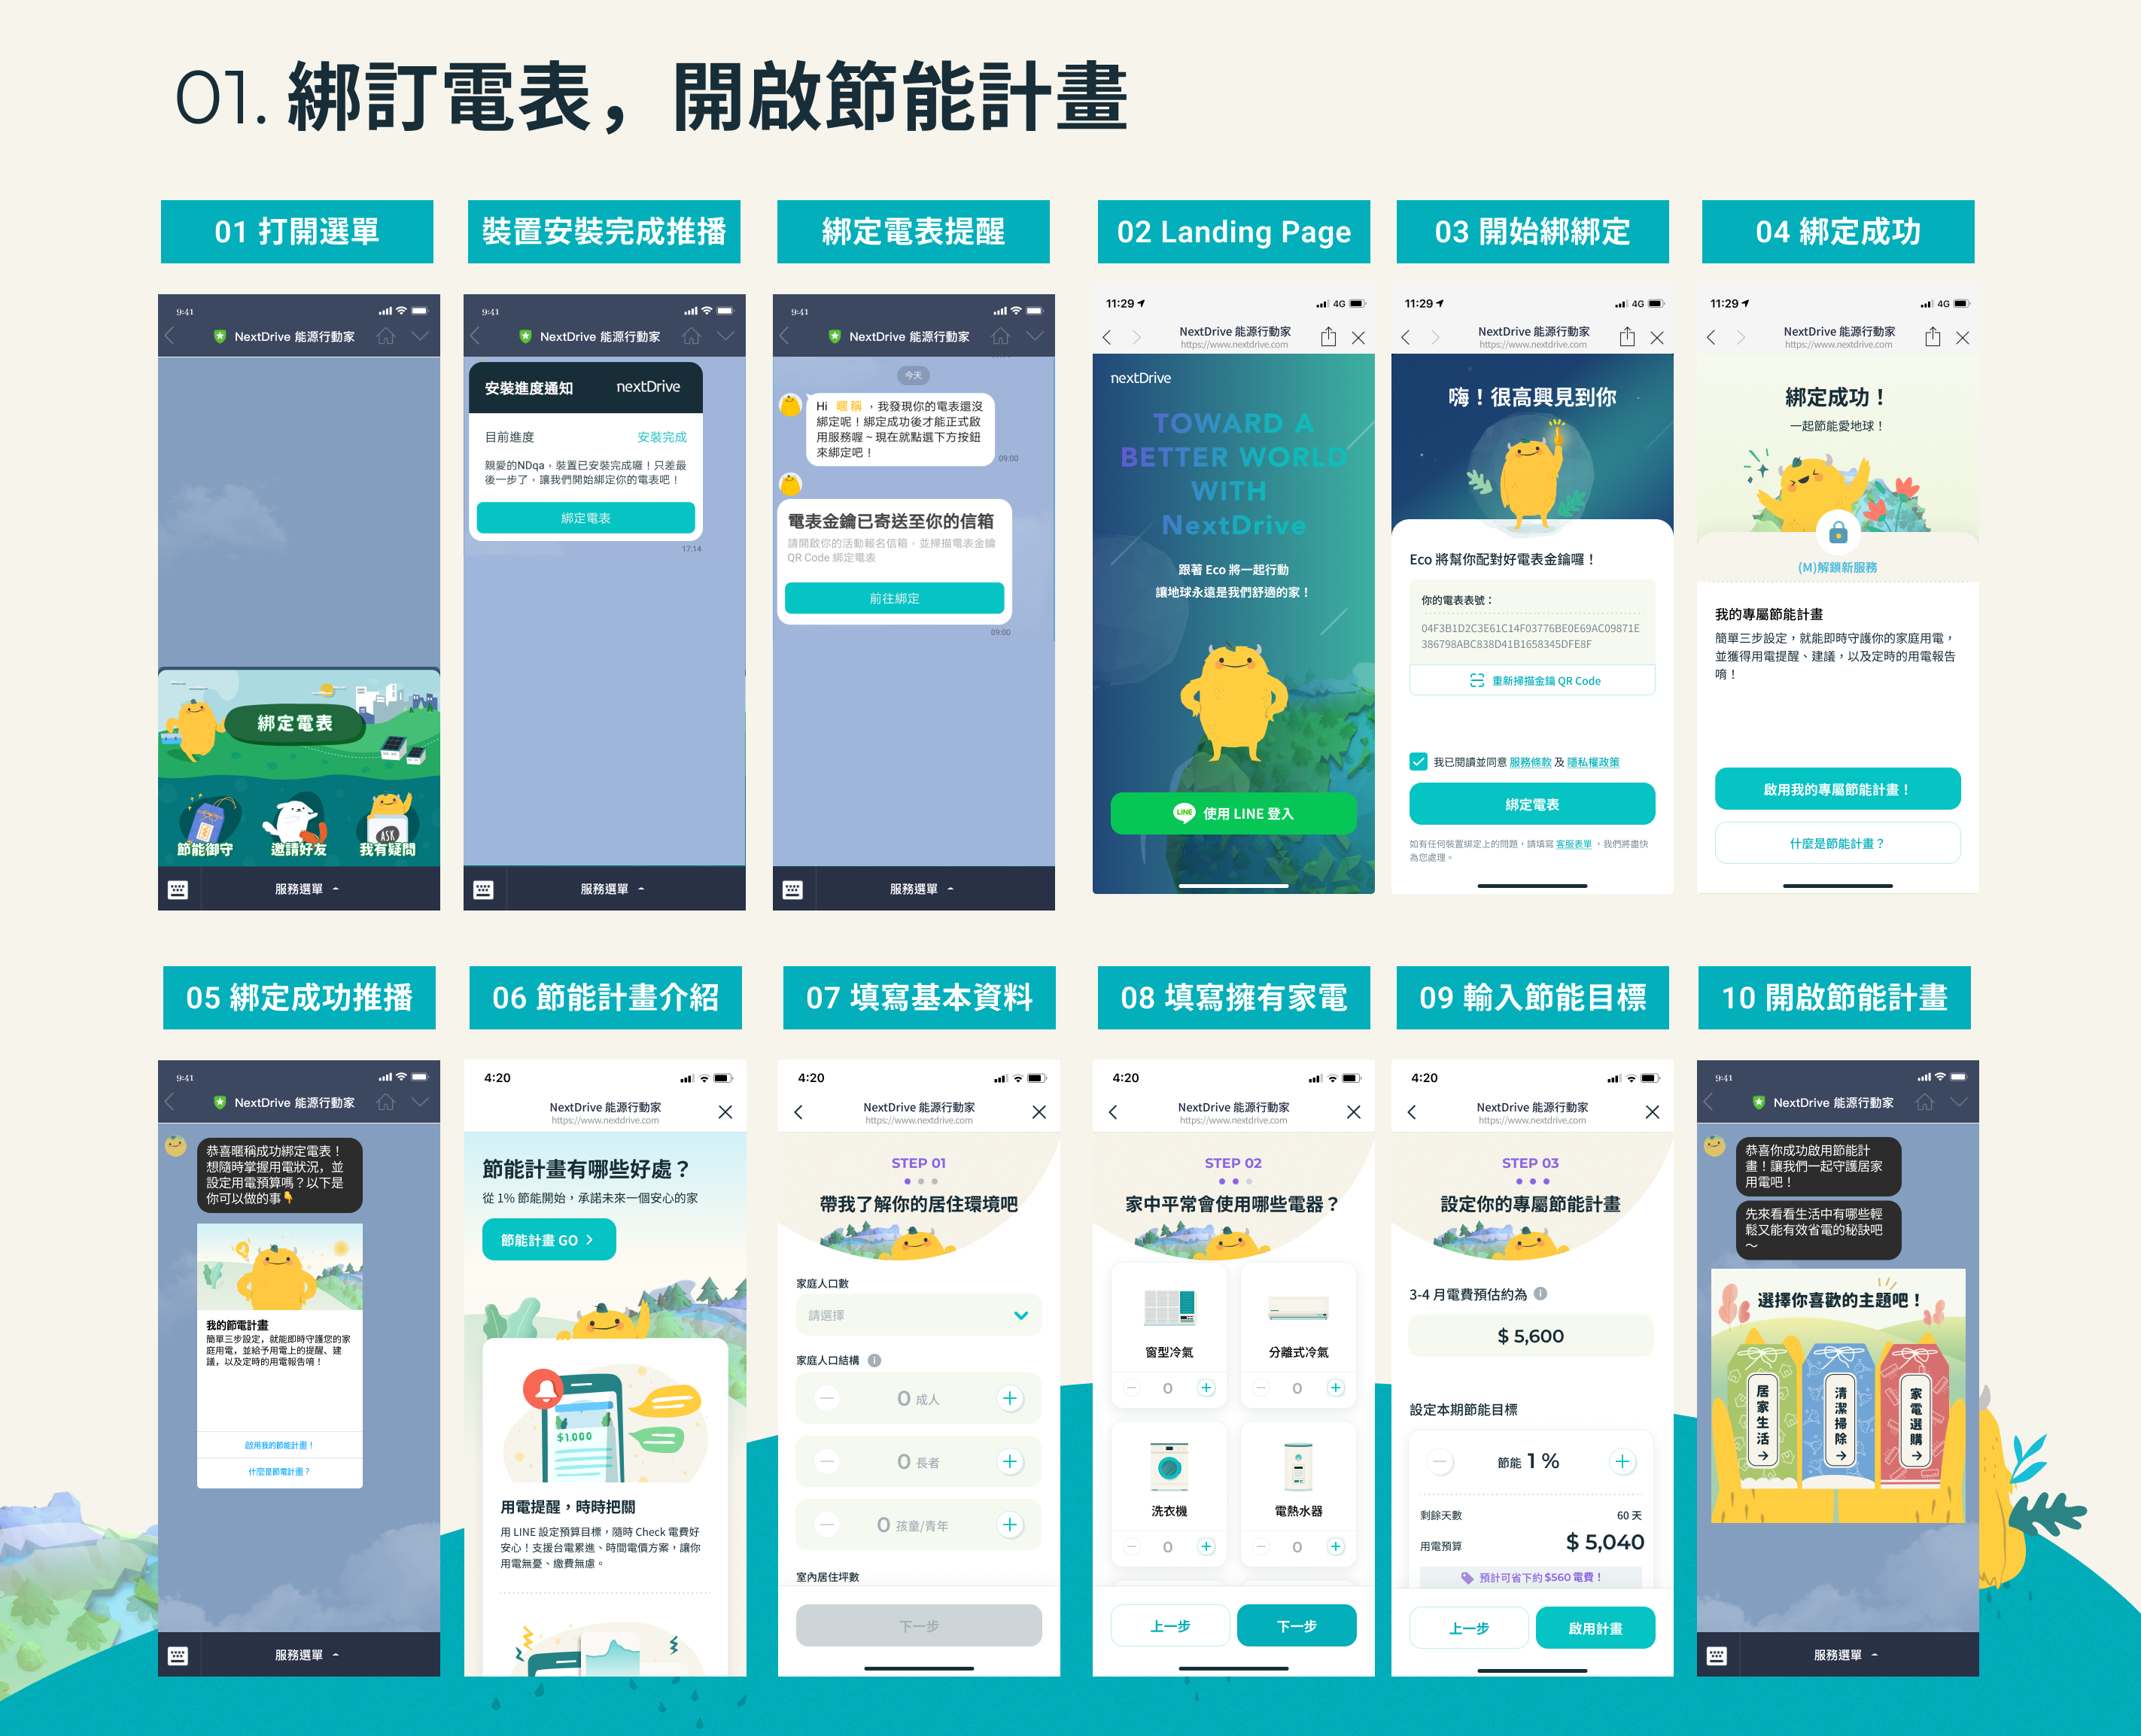 01. 綁訂電表，開啟節能計畫
01 打開選單
9:41
NextDrive 能源行動家
綁定電表
節能御守
邀請好友
ASK
我有疑問
服務選單
裝置安裝完成推播
9:41
NextDrive 能源行動家
安裝進度通知 nextDrive
目前進度 安裝完成
親愛的NDqa，裝置已安裝完成囉！只差最
後一步了，讓我們開始綁定你的電表吧！
綁定電表
17:14
服務選單
綁定電表提醒
9:41
NextDrive 能源行動家
今天
Hi 暱稱，我發現你的電表還沒
綁定呢！綁定成功後才能正式啟
用服務喔 ~ 現在就點選下方按鈕
來綁定吧！
09:00
電表金鑰已寄送至你的信箱
請開啟你的活動報名信箱，並掃描電表金鑰
QR Code 綁定電表
前往綁定
09:00
服務選單
02 Landing Page
11:29
4G
NextDrive 能源行動家
https://www.nextdrive.com
nextDrive
TOWARD A
BETTER WORLD
WITH
NextDrive
跟著 Eco 將一起行動
讓地球永遠是我們舒適的家！
LINE 使用 LINE 登入
03 開始綁綁定
11:29
4G
NextDrive 能源行動家
https://www.nextdrive.com
嗨！很高興見到你
Eco 將幫你配對好電表金鑰囉！
你的電表表號：
04F3B1D2C3E61C14F03776BE0E69AC09871E
386798ABC838D41B1658345DFE8F
重新掃描金鑰 QR Code
我已閱讀並同意 服務條款 及 隱私權政策
綁定電表
如有任何裝置綁定上的問題，請填寫 客服表單 ，我們將盡快
為您處理。
04 綁定成功
11:29
4G
NextDrive 能源行動家
https://www.nextdrive.com
綁定成功！
一起節能愛地球！
(M)解鎖新服務
我的專屬節能計畫
簡單三步設定，就能即時守護你的家庭用電，
並獲得用電提醒、建議，以及定時的用電報告
唷！
啟用我的專屬節能計畫！
什麼是節能計畫？
05 綁定成功推播
9:41
NextDrive 能源行動家
恭喜暱稱成功綁定電表！
想隨時掌握用電狀況，並
設定用電預算嗎？以下是
你可以做的事👇
我的節電計畫
簡單三步設定，就能即時守護您的家
庭用電，並給予用電上的提醒、建
議，以及定時的用電報告唷！
啟用我的節能計畫！
什麼是節電計畫？
服務選單
06 節能計畫介紹
4:20
NextDrive 能源行動家
https://www.nextdrive.com
節能計畫有哪些好處？
從 1% 節能開始，承諾未來一個安心的家
節能計畫 GO
$1.000
用電提醒，時時把關
用 LINE 設定預算目標，隨時 Check 電費好
安心！支援台電累進、時間電價方案，讓你
用電無憂、繳費無慮。
07 填寫基本資料
4:20
NextDrive 能源行動家
https://www.nextdrive.com
STEP 01
帶我了解你的居住環境吧
家庭人口數
請選擇
家庭人口結構
0 成人
0 長者
0 孩童/青年
室內居住坪數
下一步
08 填寫擁有家電
4:20
NextDrive 能源行動家
https://www.nextdrive.com
STEP 02
家中平常會使用哪些電器？
窗型冷氣 分離式冷氣
0 0
洗衣機 電熱水器
0 0
上一步 下一步
09 輸入節能目標
4:20
NextDrive 能源行動家
https://www.nextdrive.com
STEP 03
設定你的專屬節能計畫
3-4 月電費預估約為
$ 5,600
設定本期節能目標
節能 1 %
剩餘天數 60 天
用電預算 $ 5,040
預計可省下約 $560 電費！
上一步 啟用計畫
10 開啟節能計畫
9:41
NextDrive 能源行動家
恭喜你成功啟用節能計
畫！讓我們一起守護居家
用電吧！
先來看看生活中有哪些輕
鬆又能有效省電的秘訣吧
～
選擇你喜歡的主題吧！
居家生活→
清潔掃除→
家電選購→
服務選單